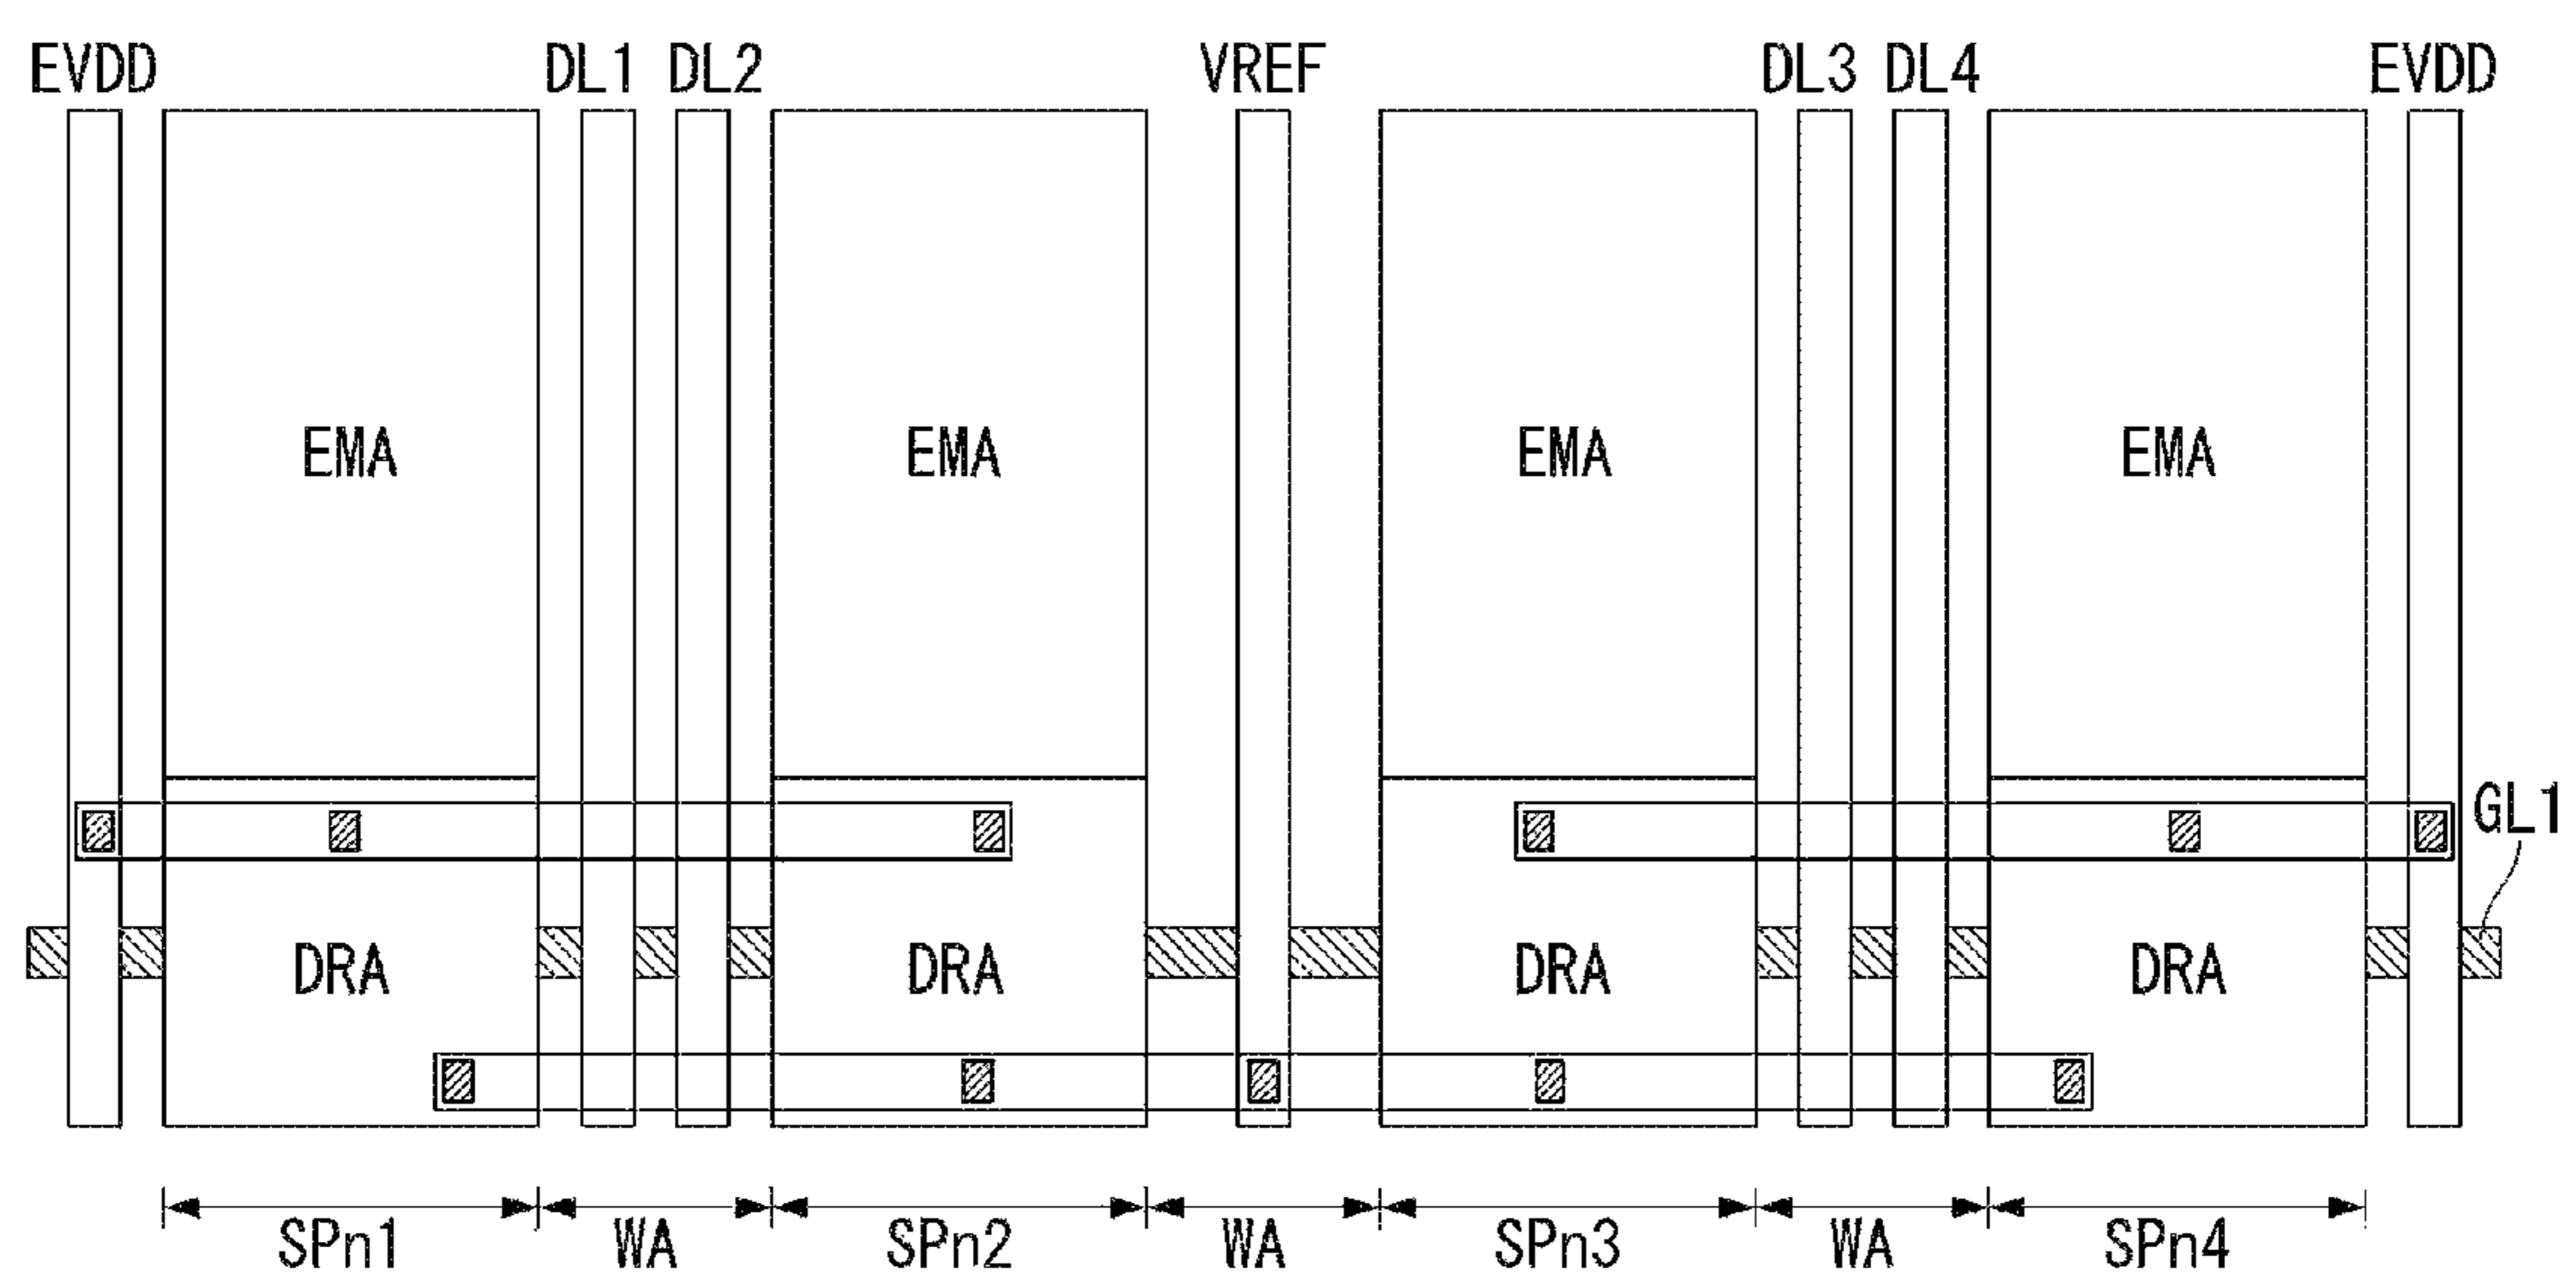 EVDD DL1 DL2 VREF DL3 DL4 EVDD
EMA EMA EMA EMA
GL1
DRA DRA DRA DRA
SPn1 WA SPn2 WA SPn3 WA SPn4